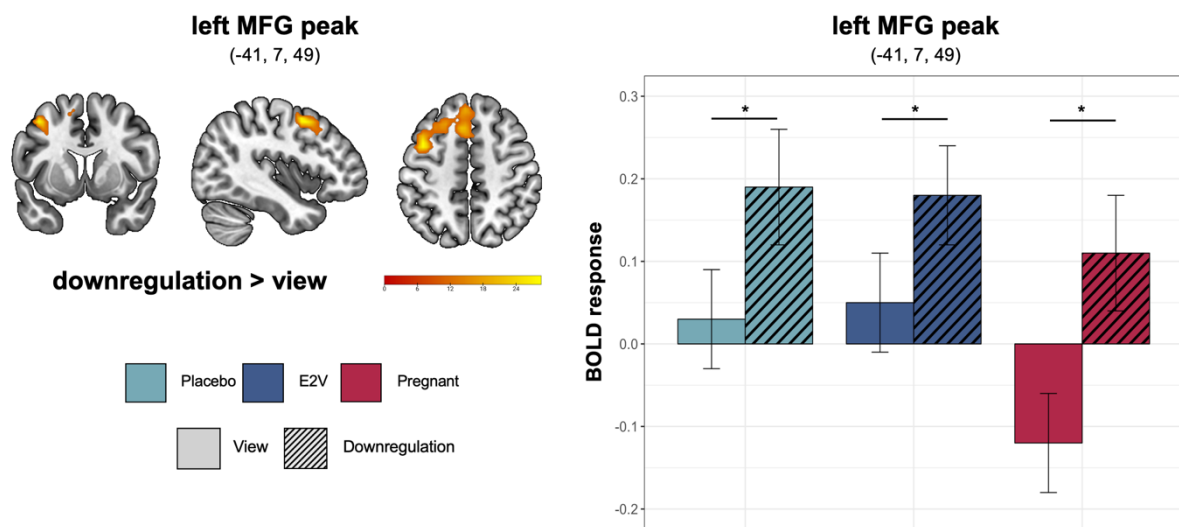 left MFG peak
(-41, 7, 49)
downregulation > view
0 6 12 18 24
Placebo E2V Pregnant
View Downregulation
left MFG peak
(-41, 7, 49)
BOLD response
0.3
0.2
0.1
0.0
-0.1
-0.2
* * *